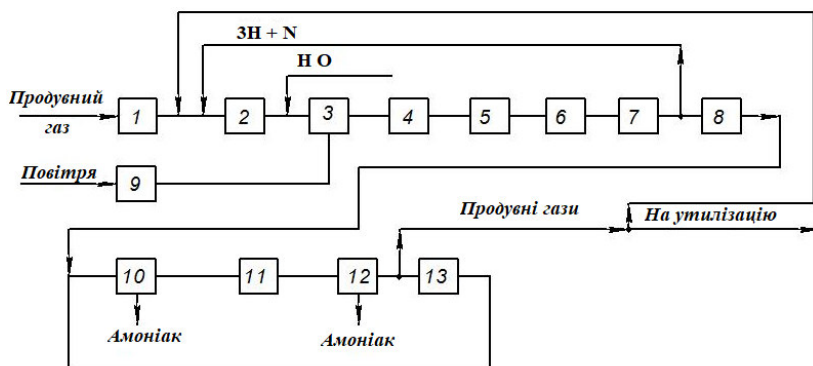 3H + N
H O
Продувний
газ
1
2
3
4
5
6
7
8
Повітря
9
Продувні гази
На утилізацію
10
11
12
13
Амоніак
Амоніак